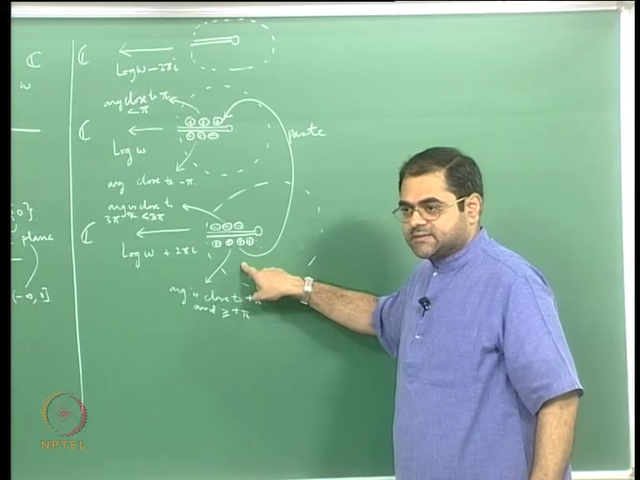 ℂ
w
ℂ
Log w − 2πi
arg close to π
< π
ℂ
Log w
paste
arg close to −π
arg is close to
3π & < 3π
ℂ
Log w + 2πi
{0}
plane
(−∞, 0]
arg is close to +π
and ≥ +π
NPTEL